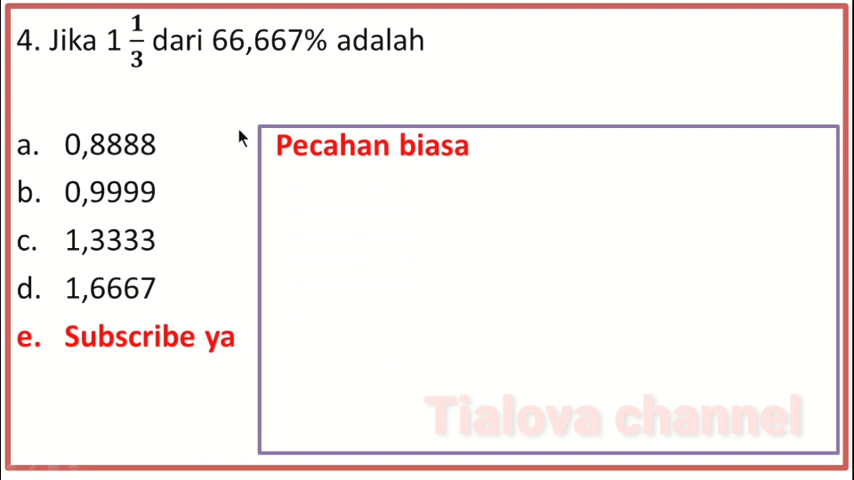 4. Jika 1 1/3 dari 66,667% adalah
a. 0,8888
b. 0,9999
c. 1,3333
d. 1,6667
e. Subscribe ya
Pecahan biasa
Tialova channel